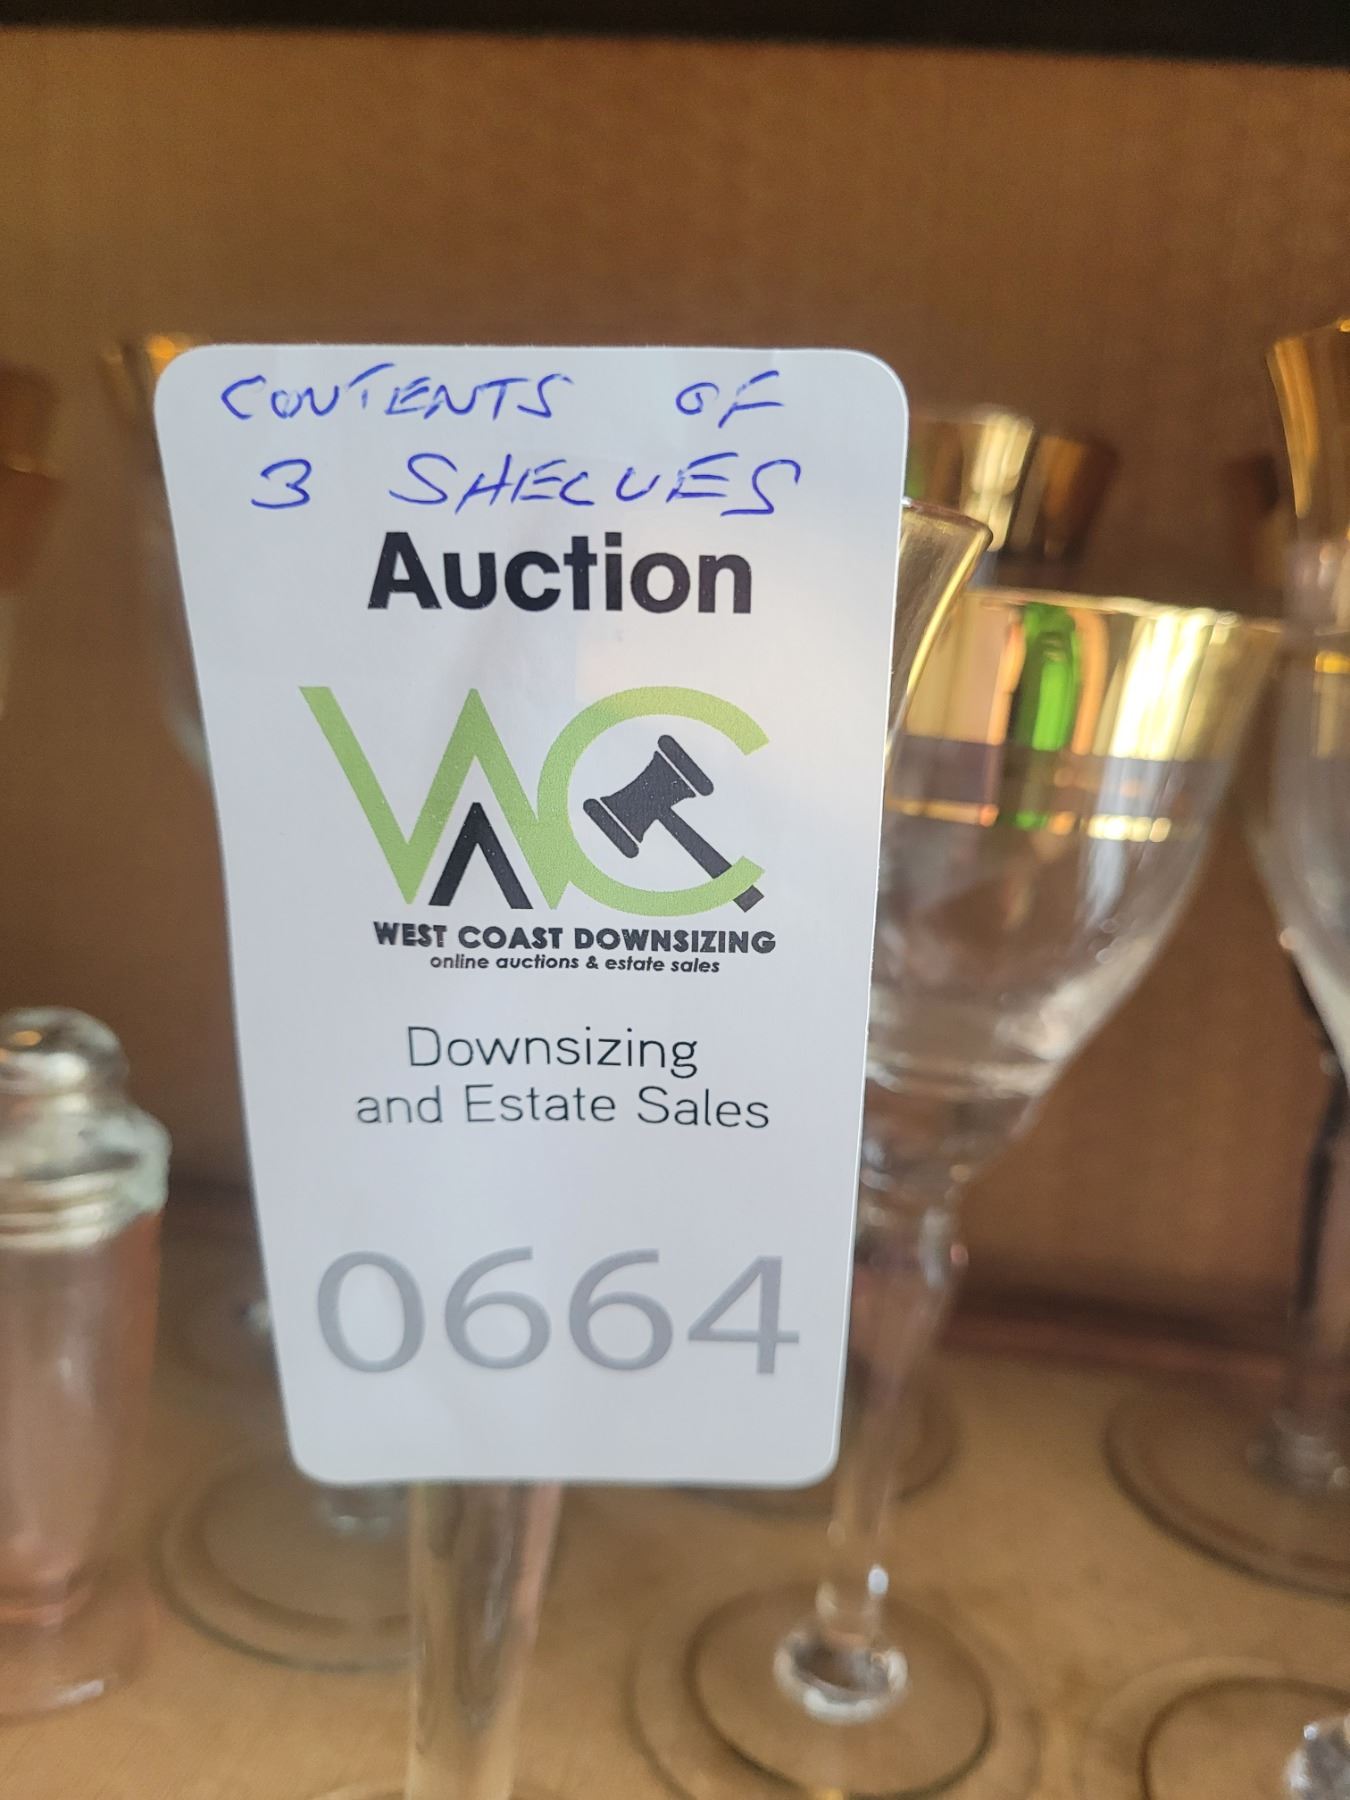 CONTENTS OF
3 SHELVES
Auction
WC
WEST COAST DOWNSIZING
online auctions & estate sales
Downsizing
and Estate Sales
0664